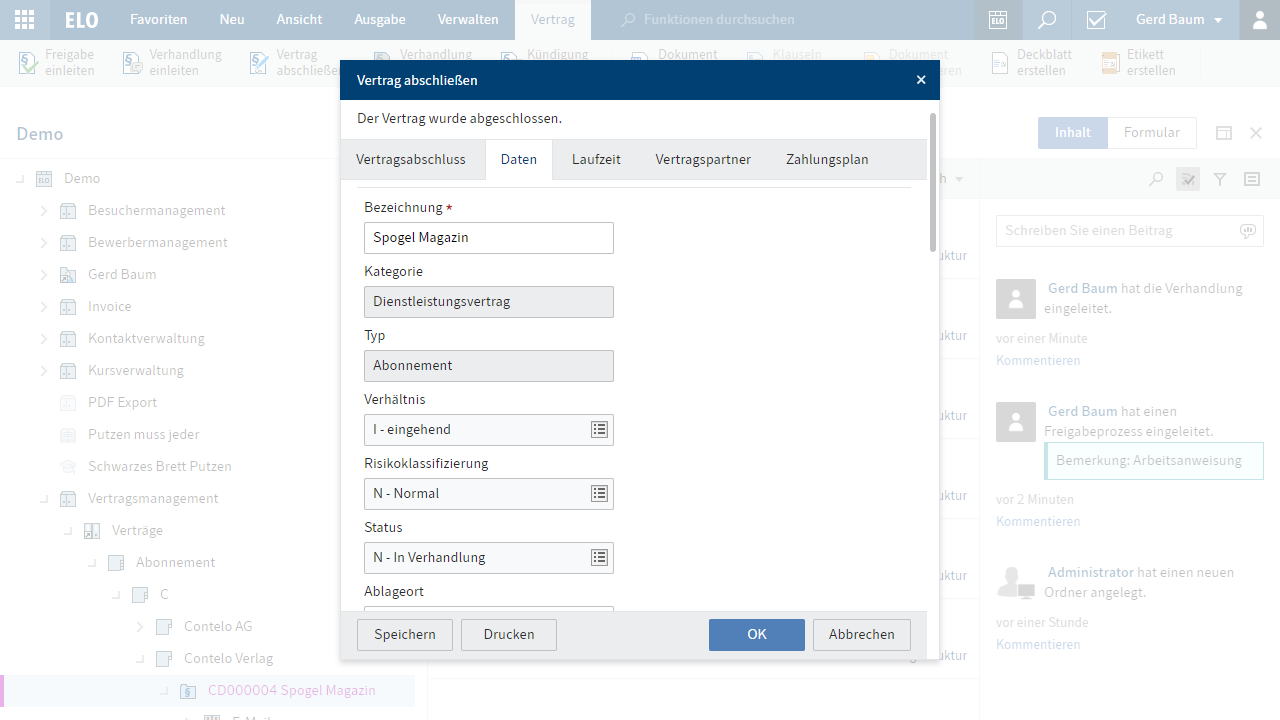 ELO Favoriten Neu Ansicht Ausgabe Verwalten Vertrag Funktionen durchsuchen ELO Gerd Baum
Freigabe einleiten
Verhandlung einleiten
Vertrag abschließen
Verhandlung
Kündigung
Dokument
Klauseln
Dokument
Deckblatt erstellen
Etikett erstellen
Demo
Demo
Besuchermanagement
Bewerbermanagement
Gerd Baum
Invoice
Kontaktverwaltung
Kursverwaltung
PDF Export
Putzen muss jeder
Schwarzes Brett Putzen
Vertragsmanagement
Verträge
Abonnement
C
Contelo AG
Contelo Verlag
CD000004 Spogel Magazin
Vertrag abschließen
Der Vertrag wurde abgeschlossen.
Vertragsabschluss Daten Laufzeit Vertragspartner Zahlungsplan
Bezeichnung *
Spogel Magazin
Kategorie
Dienstleistungsvertrag
Typ
Abonnement
Verhältnis
I - eingehend
Risikoklassifizierung
N - Normal
Status
N - In Verhandlung
Ablageort
Speichern Drucken OK Abbrechen
Inhalt Formular
Schreiben Sie einen Beitrag
Gerd Baum hat die Verhandlung
eingeleitet.
vor einer Minute
Kommentieren
Gerd Baum hat einen
Freigabeprozess eingeleitet.
Bemerkung: Arbeitsanweisung
vor 2 Minuten
Kommentieren
Administrator hat einen neuen
Ordner angelegt.
vor einer Stunde
Kommentieren